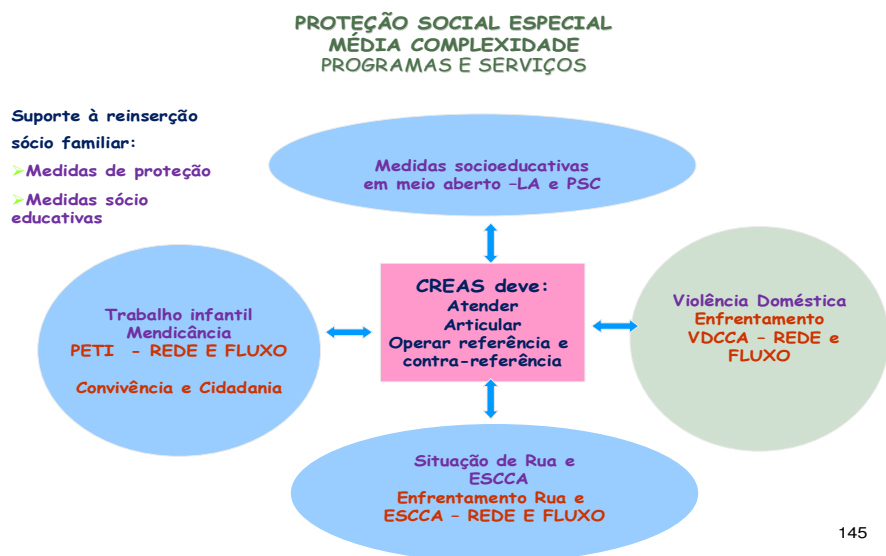 PROTEÇÃO SOCIAL ESPECIAL
MÉDIA COMPLEXIDADE
PROGRAMAS E SERVIÇOS
Suporte à reinserção
sócio familiar:
➢Medidas de proteção
➢Medidas sócio
educativas
Medidas socioeducativas
em meio aberto –LA e PSC
Trabalho infantil
Mendicância
PETI – REDE E FLUXO
Convivência e Cidadania
CREAS deve:
Atender
Articular
Operar referência e
contra-referência
Violência Doméstica
Enfrentamento
VDCCA – REDE e
FLUXO
Situação de Rua e
ESCCA
Enfrentamento Rua e
ESCCA – REDE E FLUXO
145